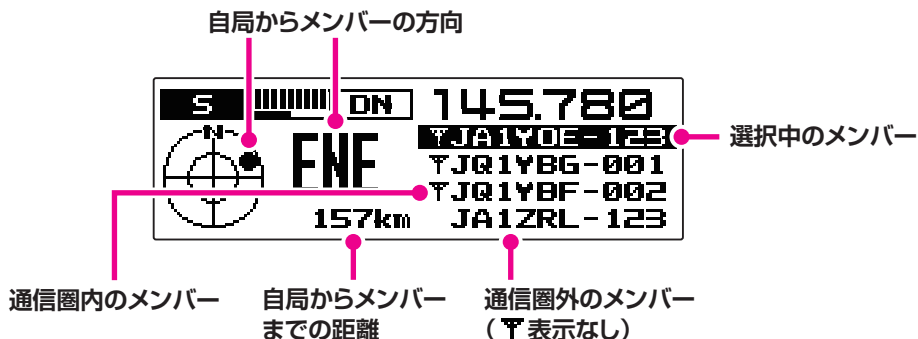 自局からメンバーの方向
S DN 145.780
N
ENE
JA1YOE-123
選択中のメンバー
JQ1YBG-001
JQ1YBF-002
157km JA1ZRL-123
通信圏内のメンバー
自局からメンバー
までの距離
通信圏外のメンバー
( 表示なし)